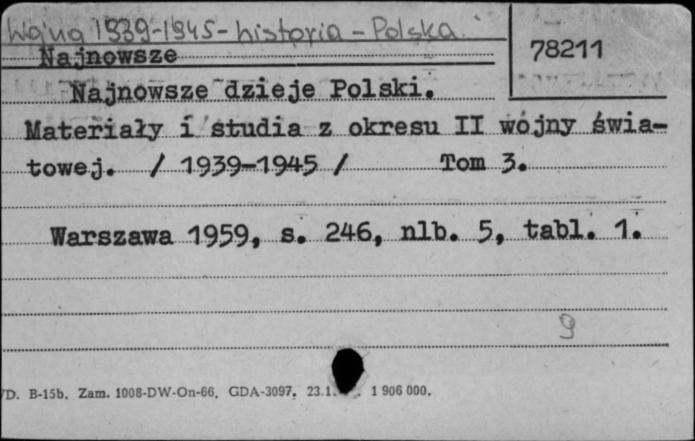 Wojna 1939-1945 - historia - Polska
78211
Najnowsze
Najnowsze dzieje Polski.
Materiały i studia z okresu II wojny świa-
towej. / 1939-1945 / Tom 3.
Warszawa 1959, s. 246, nlb. 5, tabl. 1.
9
D. B-15b. Zam. 1008-DW-On-66. GDA-3097. 23.1. 1 906 000.